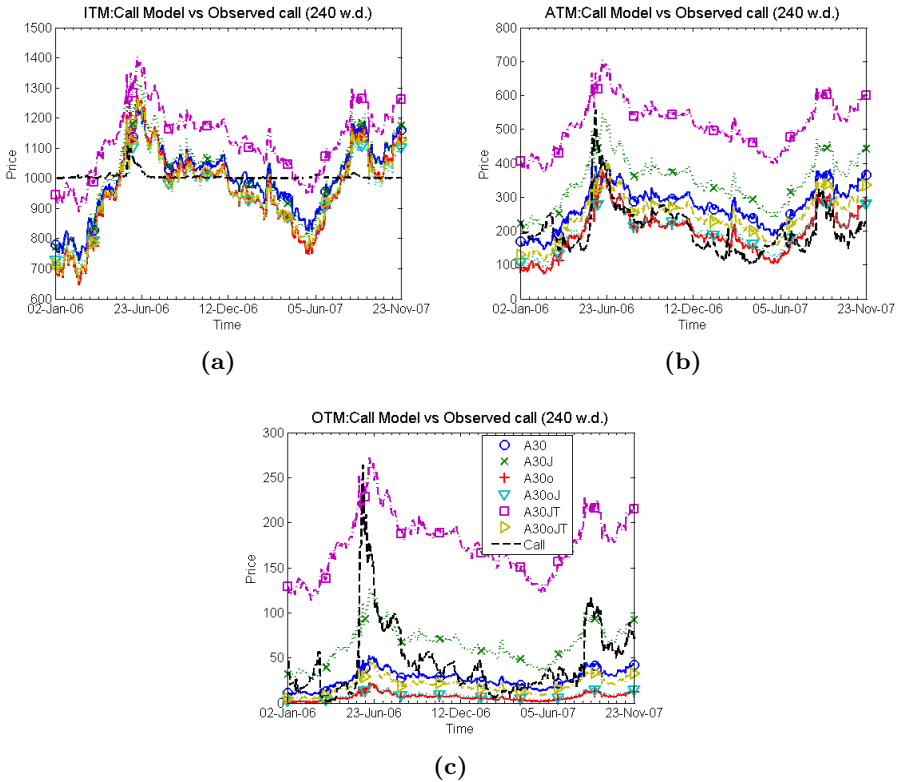 ITM:Call Model vs Observed call (240 w.d.)
1500
1400
1300
1200
1100
1000
900
800
700
600
Price
02-Jan-06 23-Jun-06 12-Dec-06 05-Jun-07 23-Nov-07
Time
(a)
ATM:Call Model vs Observed call (240 w.d.)
800
700
600
500
400
300
200
100
0
Price
02-Jan-06 23-Jun-06 12-Dec-06 05-Jun-07 23-Nov-07
Time
(b)
OTM:Call Model vs Observed call (240 w.d.)
300
250
200
150
100
50
0
Price
A30
A30J
A30o
A30oJ
A30JT
A30oJT
Call
02-Jan-06 23-Jun-06 12-Dec-06 05-Jun-07 23-Nov-07
Time
(c)